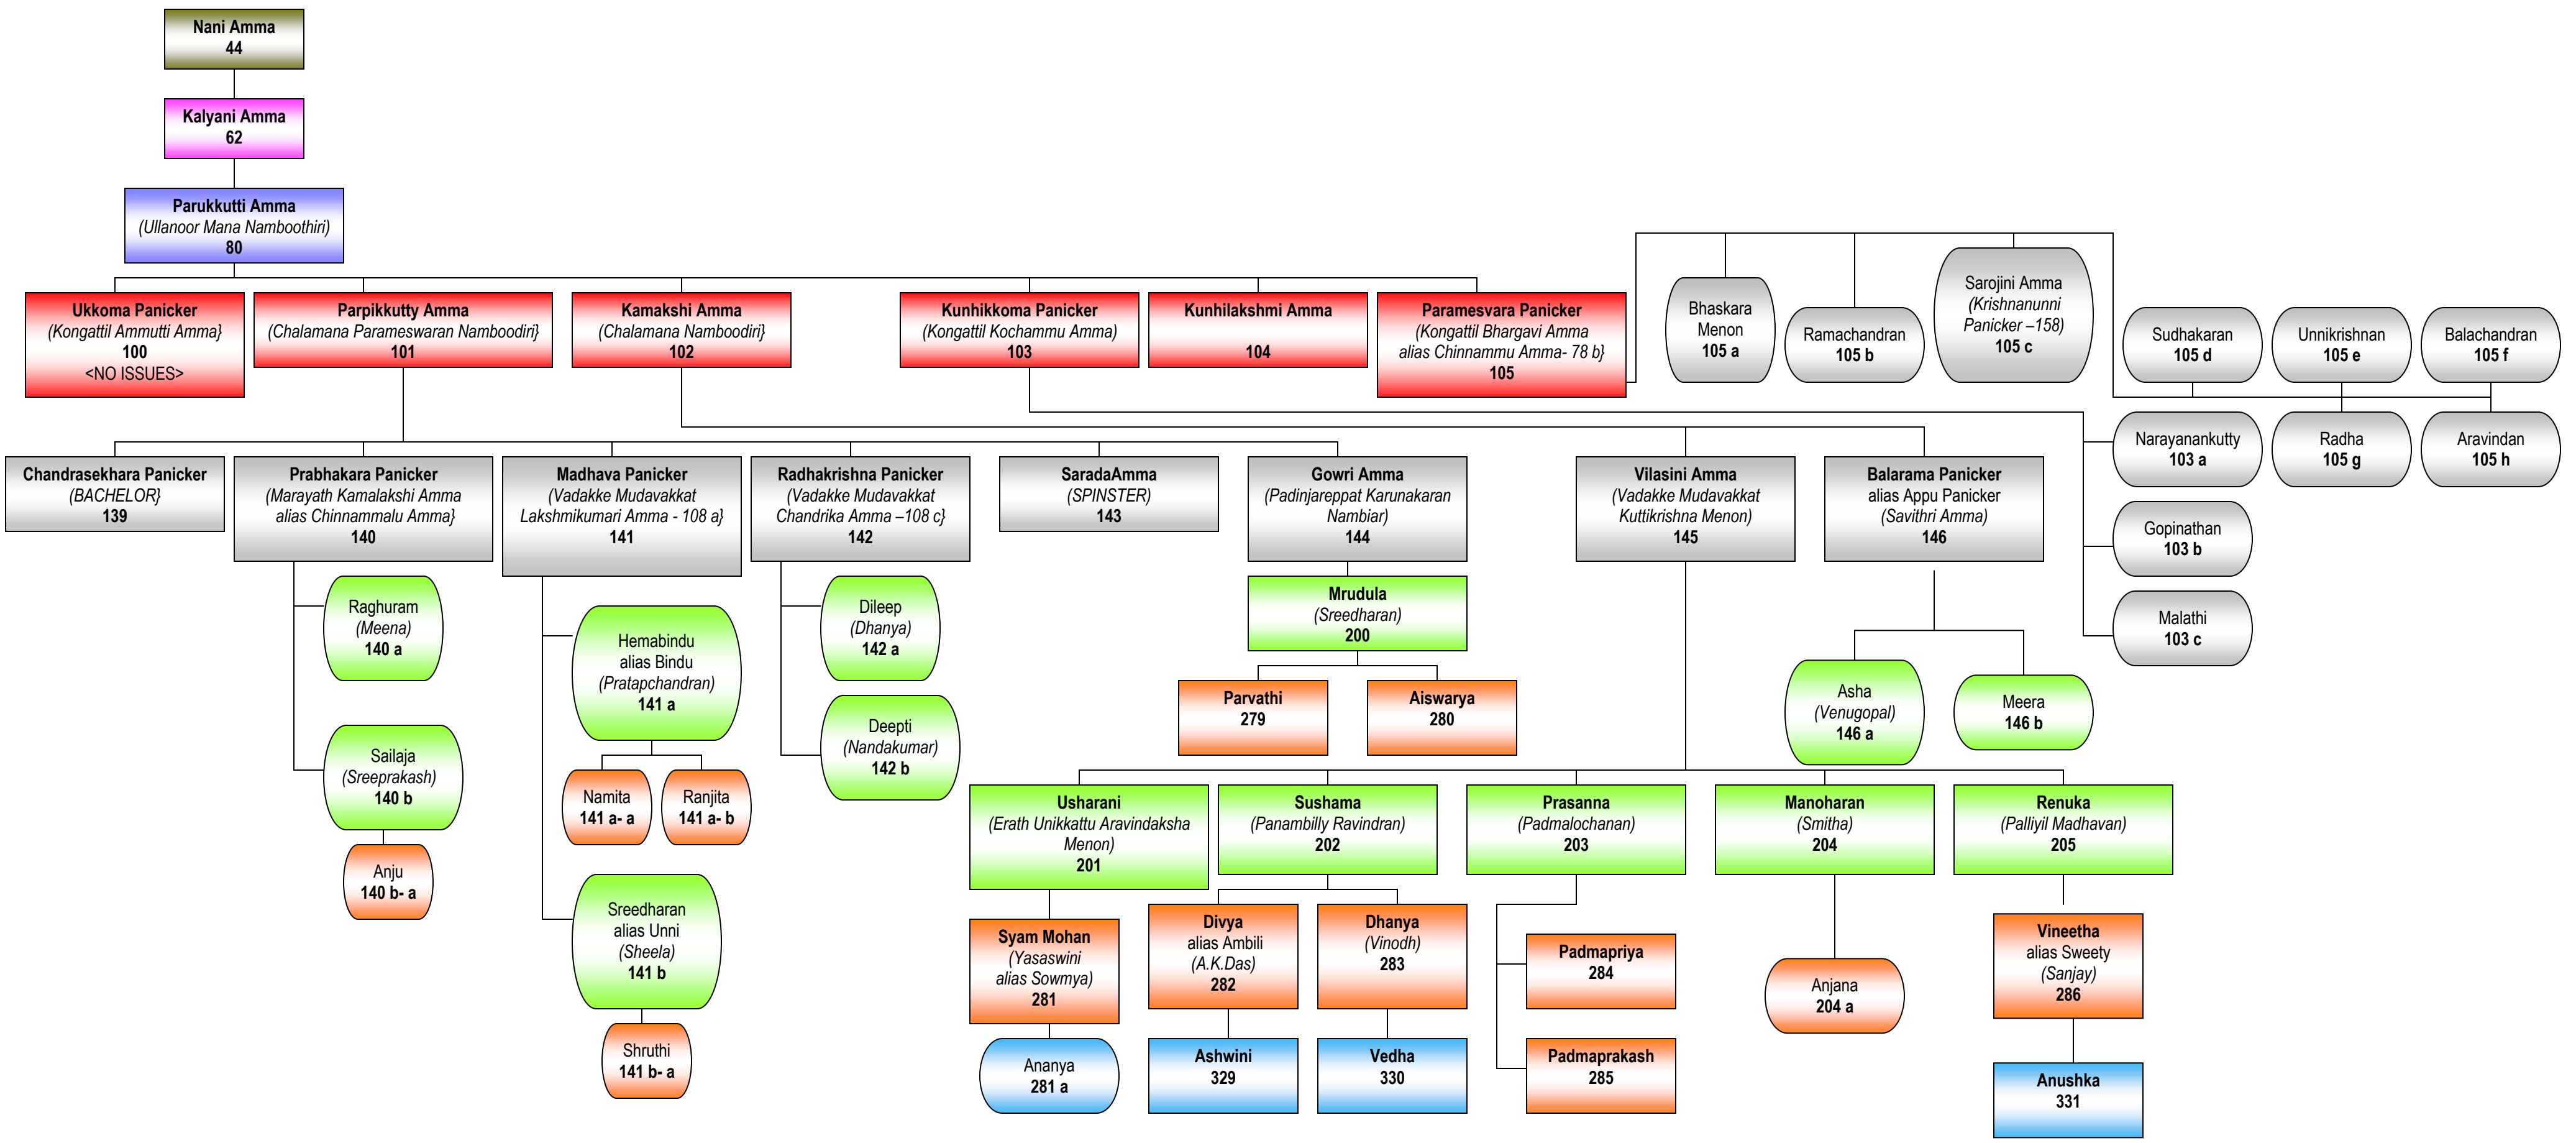 Nani Amma
44
Kalyani Amma
62
Parukkutti Amma
(Ullanoor Mana Namboothiri)
80
Ukkoma Panicker
(Kongattil Ammutti Amma}
100
<NO ISSUES>
Parpikkutty Amma
(Chalamana Parameswaran Namboodiri}
101
Kamakshi Amma
(Chalamana Namboodiri}
102
Kunhikkoma Panicker
(Kongattil Kochammu Amma)
103
Kunhilakshmi Amma
104
Paramesvara Panicker
(Kongattil Bhargavi Amma
alias Chinnammu Amma- 78 b}
105
Bhaskara
Menon
105 a
Ramachandran
105 b
Sarojini Amma
(Krishnanunni
Panicker –158)
105 c
Sudhakaran
105 d
Unnikrishnan
105 e
Balachandran
105 f
Narayanankutty
103 a
Radha
105 g
Aravindan
105 h
Gopinathan
103 b
Malathi
103 c
Chandrasekhara Panicker
(BACHELOR}
139
Prabhakara Panicker
(Marayath Kamalakshi Amma
alias Chinnammalu Amma}
140
Madhava Panicker
(Vadakke Mudavakkat
Lakshmikumari Amma - 108 a}
141
Radhakrishna Panicker
(Vadakke Mudavakkat
Chandrika Amma –108 c}
142
SaradaAmma
(SPINSTER)
143
Gowri Amma
(Padinjareppat Karunakaran
Nambiar)
144
Vilasini Amma
(Vadakke Mudavakkat
Kuttikrishna Menon)
145
Balarama Panicker
alias Appu Panicker
(Savithri Amma)
146
Raghuram
(Meena)
140 a
Sailaja
(Sreeprakash)
140 b
Anju
140 b- a
Hemabindu
alias Bindu
(Pratapchandran)
141 a
Namita
141 a- a
Ranjita
141 a- b
Sreedharan
alias Unni
(Sheela)
141 b
Shruthi
141 b- a
Dileep
(Dhanya)
142 a
Deepti
(Nandakumar)
142 b
Mrudula
(Sreedharan)
200
Parvathi
279
Aiswarya
280
Asha
(Venugopal)
146 a
Meera
146 b
Usharani
(Erath Unikkattu Aravindaksha
Menon)
201
Sushama
(Panambilly Ravindran)
202
Prasanna
(Padmalochanan)
203
Manoharan
(Smitha)
204
Renuka
(Palliyil Madhavan)
205
Syam Mohan
(Yasaswini
alias Sowmya)
281
Divya
alias Ambili
(A.K.Das)
282
Dhanya
(Vinodh)
283
Padmapriya
284
Padmaprakash
285
Anjana
204 a
Vineetha
alias Sweety
(Sanjay)
286
Ananya
281 a
Ashwini
329
Vedha
330
Anushka
331